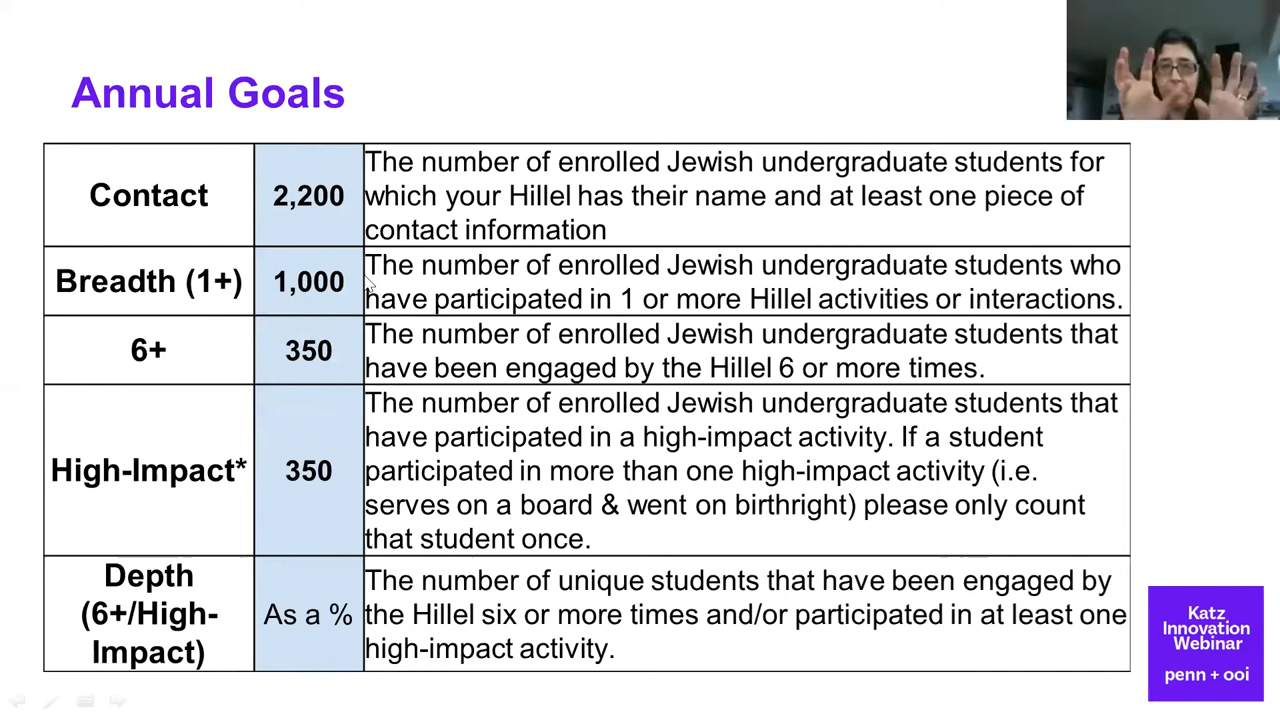 Annual Goals
Contact
2,200
The number of enrolled Jewish undergraduate students for
which your Hillel has their name and at least one piece of
contact information
Breadth (1+)
1,000
The number of enrolled Jewish undergraduate students who
have participated in 1 or more Hillel activities or interactions.
6+
350
The number of enrolled Jewish undergraduate students that
have been engaged by the Hillel 6 or more times.
High-Impact*
350
The number of enrolled Jewish undergraduate students that
have participated in a high-impact activity. If a student
participated in more than one high-impact activity (i.e.
serves on a board & went on birthright) please only count
that student once.
Depth
(6+/High-
Impact)
As a %
The number of unique students that have been engaged by
the Hillel six or more times and/or participated in at least one
high-impact activity.
Katz
Innovation
Webinar
penn + ooi